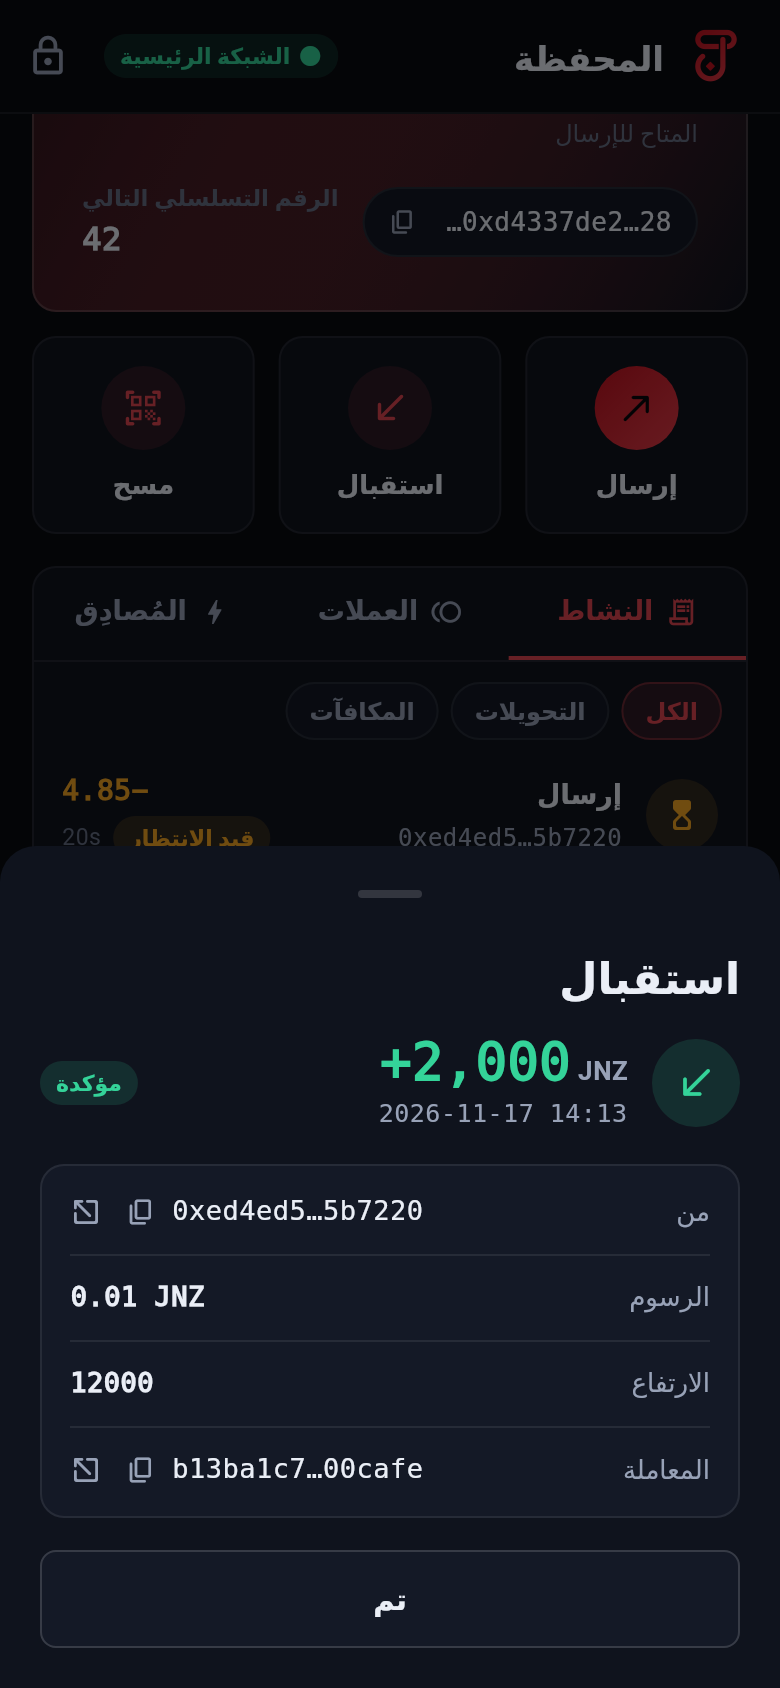 المحفظة
الشبكة الرئيسية
المتاح للإرسال
0xd4337de2…28…
الرقم التسلسلي التالي
42
إرسال
استقبال
مسح
النشاط
العملات
المُصادِق
الكل
التحويلات
المكافآت
إرسال
−4.85
0xed4ed5…5b7220
قيد الانتظار
20s
استقبال
+2,000 JNZ
2026-11-17 14:13
مؤكدة
من 0xed4ed5…5b7220
الرسوم 0.01 JNZ
الارتفاع 12000
المعاملة b13ba1c7…00cafe
تم